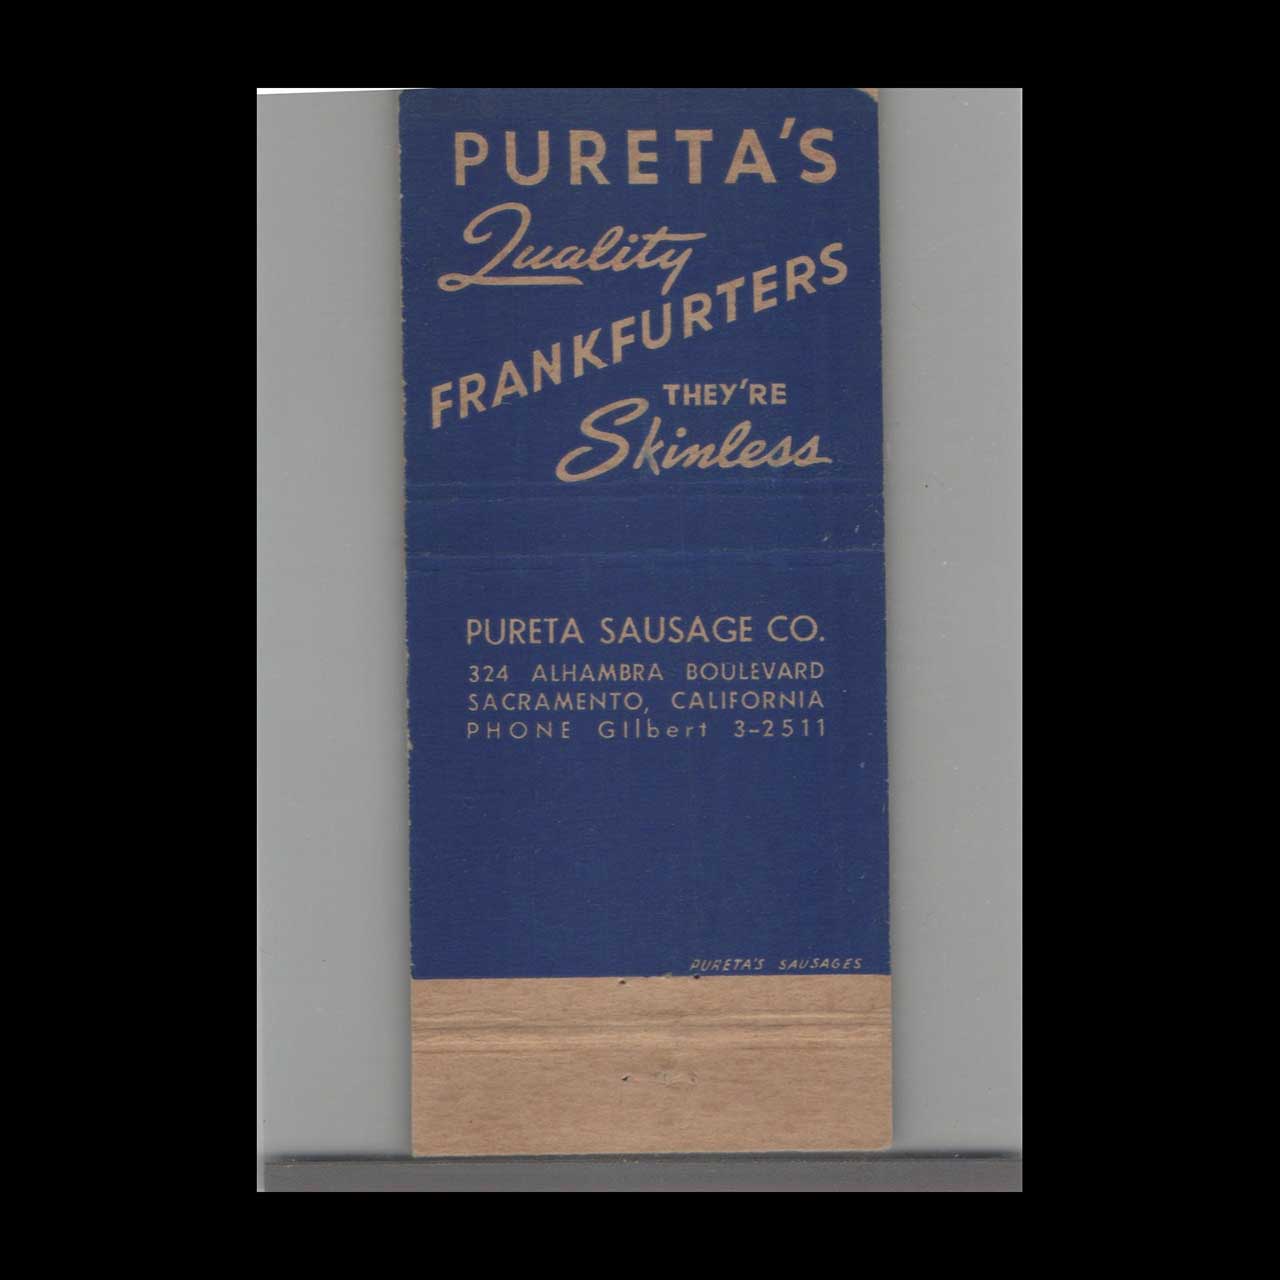 PURETA'S
Quality
FRANKFURTERS
THEY'RE
Skinless
PURETA SAUSAGE CO.
324 ALHAMBRA BOULEVARD
SACRAMENTO, CALIFORNIA
PHONE GIlbert 3-2511
PURETA'S SAUSAGES